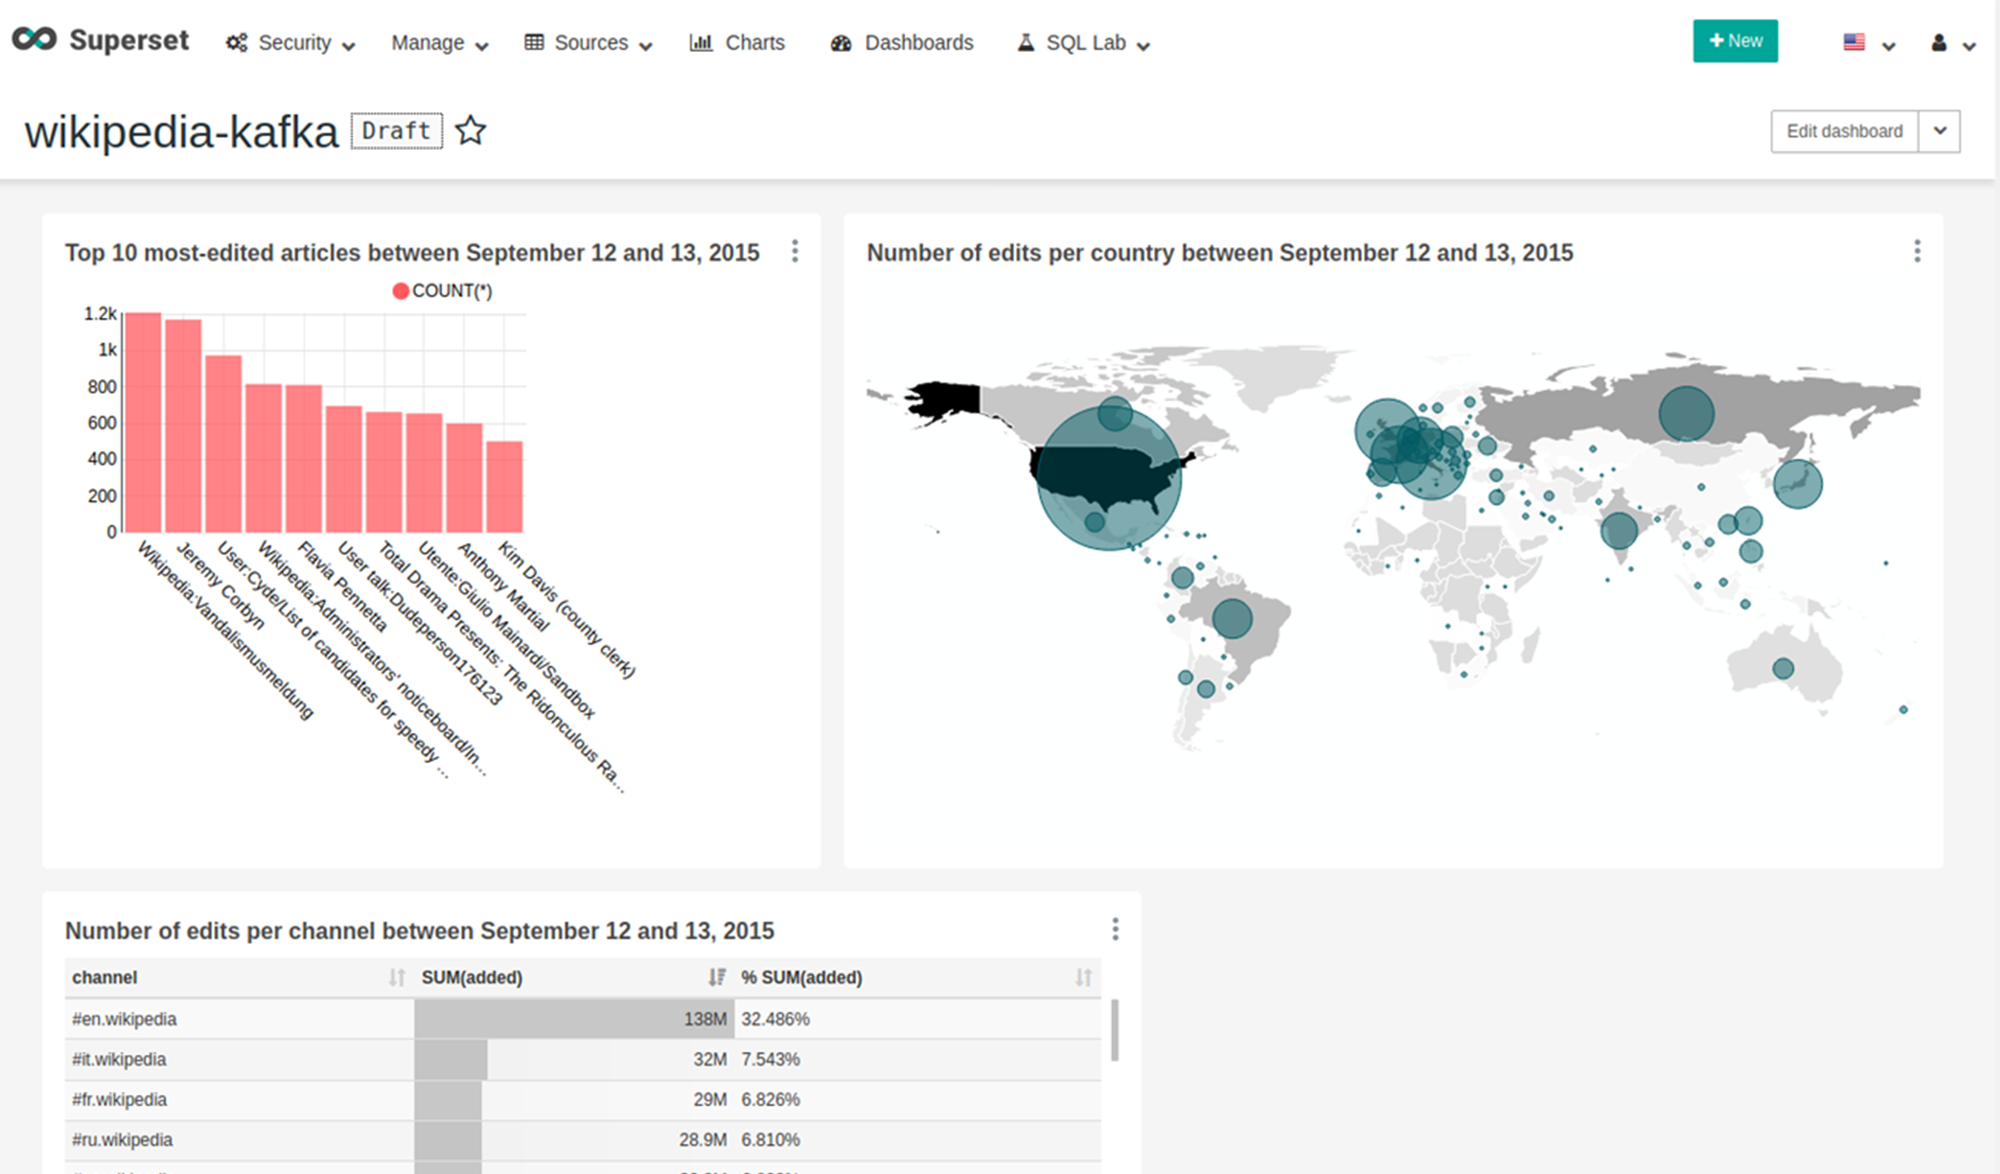 Superset Security Manage Sources Charts Dashboards SQL Lab + New
wikipedia-kafka Draft Edit dashboard
Top 10 most-edited articles between September 12 and 13, 2015
COUNT(*)
1.2k
1k
800
600
400
200
0
Wikipedia:Vandalismusmeldung
Jeremy Corbyn
User:Cyde/List of candidates for speedy ...
Wikipedia:Administrators' noticeboard/In...
Flavia Pennetta
User talk:Dudeperson176123
Total Drama Presents: The Ridonculous Ra...
Utente:Giulio Mainardi/Sandbox
Anthony Martial
Kim Davis (county clerk)
Number of edits per country between September 12 and 13, 2015
Number of edits per channel between September 12 and 13, 2015
channel SUM(added) % SUM(added)
#en.wikipedia 138M 32.486%
#it.wikipedia 32M 7.543%
#fr.wikipedia 29M 6.826%
#ru.wikipedia 28.9M 6.810%